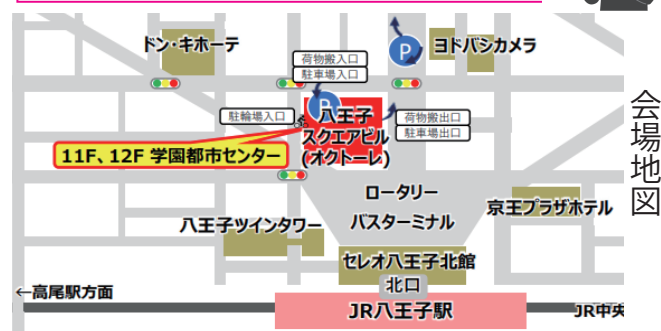 ドン・キホーテ
荷物搬入口
駐車場入口
P
ヨドバシカメラ
駐輪場入口
P
八王子
スクエアビル
(オクトーレ)
荷物搬出口
駐車場出口
11F、12F 学園都市センター
ロータリー
バスターミナル
京王プラザホテル
八王子ツインタワー
セレオ八王子北館
北口
←高尾駅方面
JR八王子駅
JR中央
会場地図